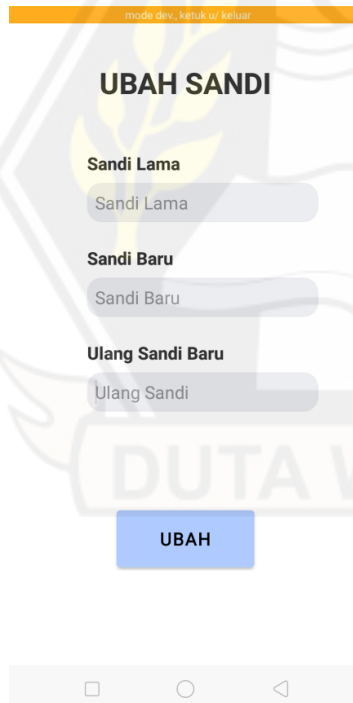 mode dev., ketuk u/ keluar
UBAH SANDI
Sandi Lama
Sandi Lama
Sandi Baru
Sandi Baru
Ulang Sandi Baru
Ulang Sandi
DUTA
UBAH